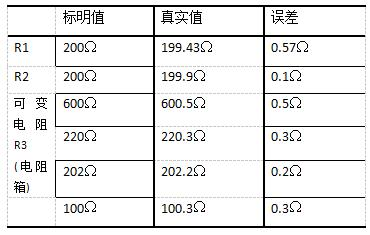 标明值 真实值 误差
R1 200Ω 199.43Ω 0.57Ω
R2 200Ω 199.9Ω 0.1Ω
可变电阻R3(电阻箱) 600Ω 600.5Ω 0.5Ω
220Ω 220.3Ω 0.3Ω
202Ω 202.2Ω 0.2Ω
100Ω 100.3Ω 0.3Ω